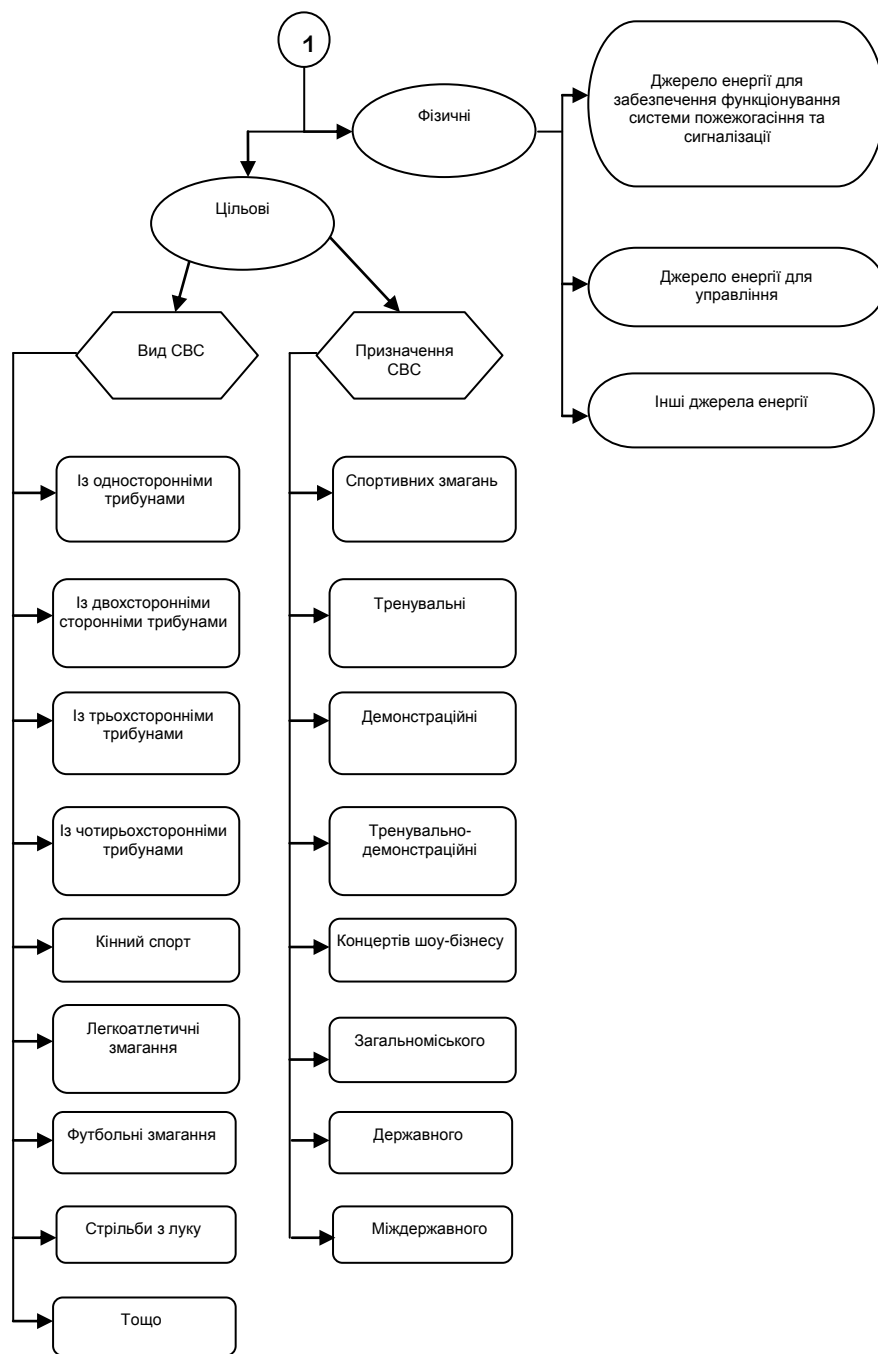 1
Фізичні
Джерело енергії для
забезпечення функціонування
системи пожежогасіння та
сигналізації
Цільові
Джерело енергії для
управління
Інші джерела енергії
Вид СВС
Призначення
СВС
Із односторонніми
трибунами
Із двохсторонніми
сторонніми трибунами
Із трьохсторонніми
трибунами
Із чотирьохсторонніми
трибунами
Кінний спорт
Легкоатлетичні
змагання
Футбольні змагання
Стрільби з луку
Тощо
Спортивних змагань
Тренувальні
Демонстраційні
Тренувально-
демонстраційні
Концертів шоу-бізнесу
Загальноміського
Державного
Міждержавного